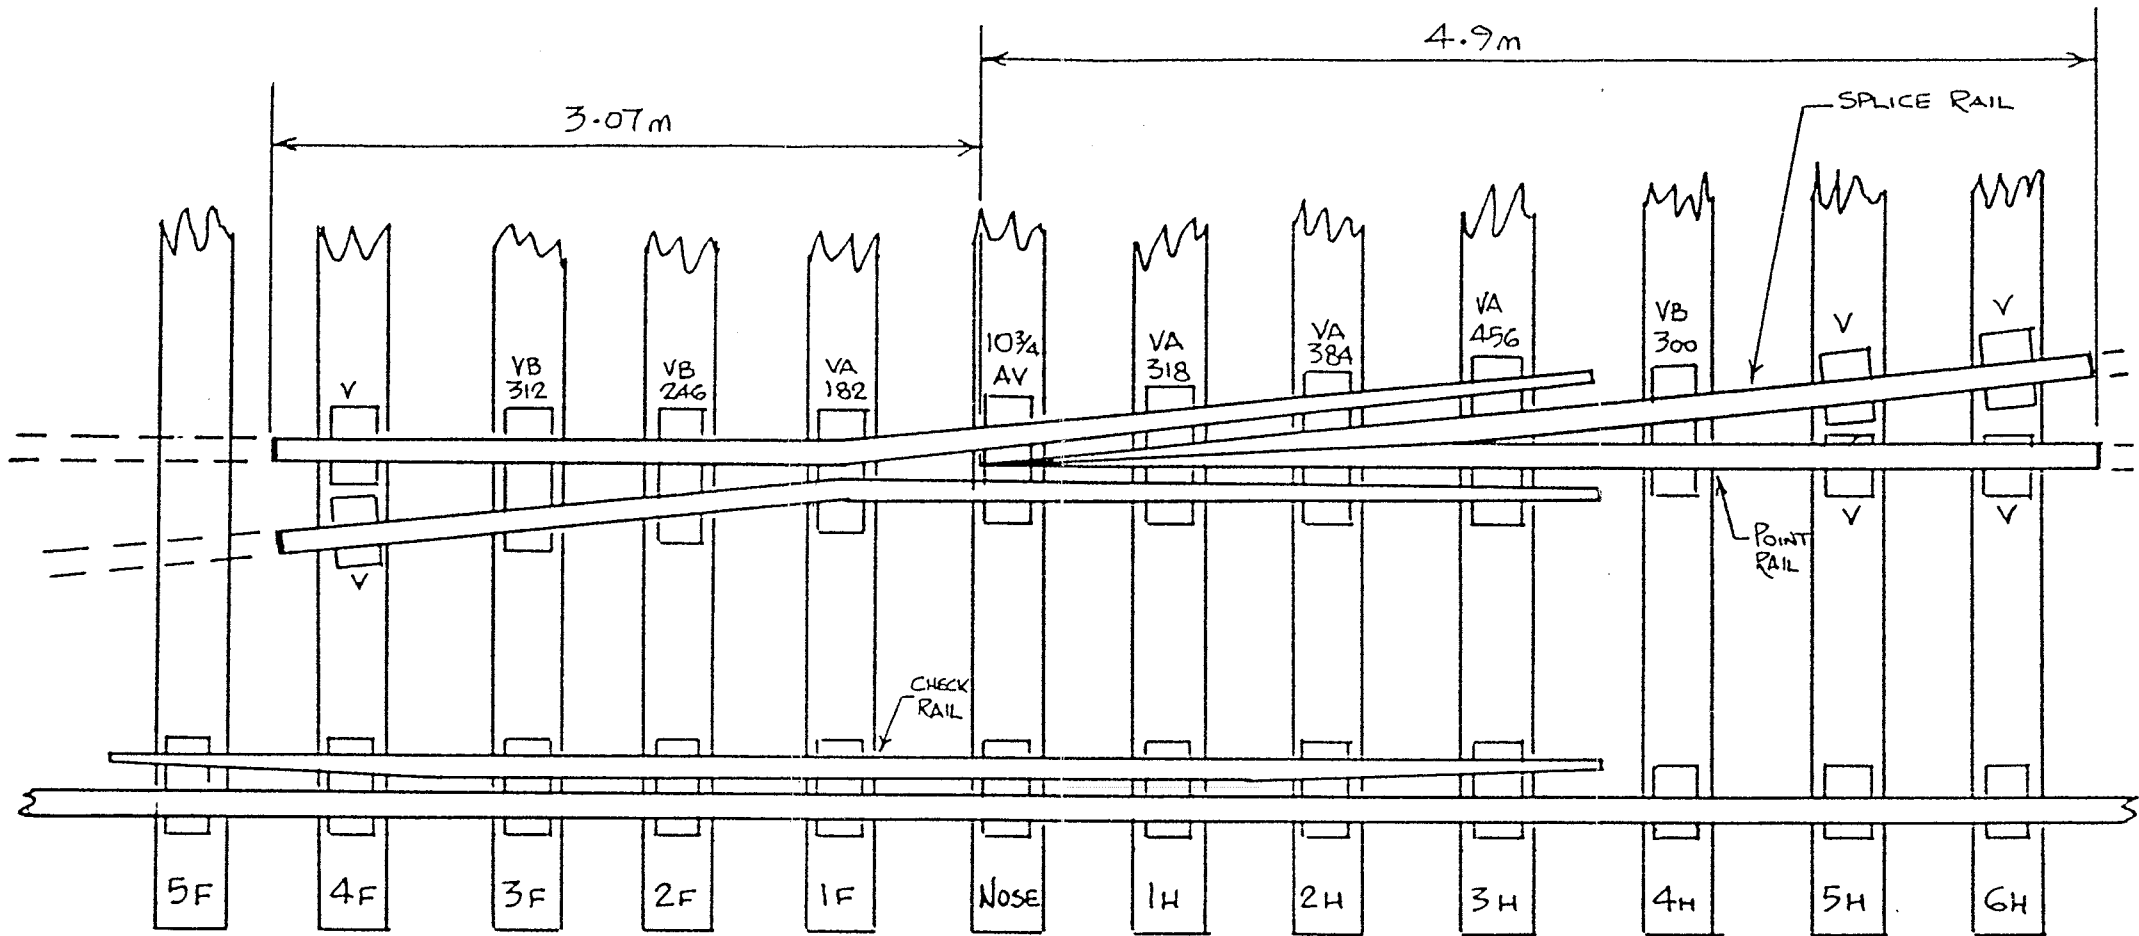 4.9m
3.07m
SPLICE RAIL
V
VB
312
VB
246
VA
182
10¾
AV
VA
318
VA
384
VA
456
VB
300
V
V
V
V
V
POINT
RAIL
CHECK
RAIL
5F
4F
3F
2F
1F
NOSE
1H
2H
3H
4H
5H
6H